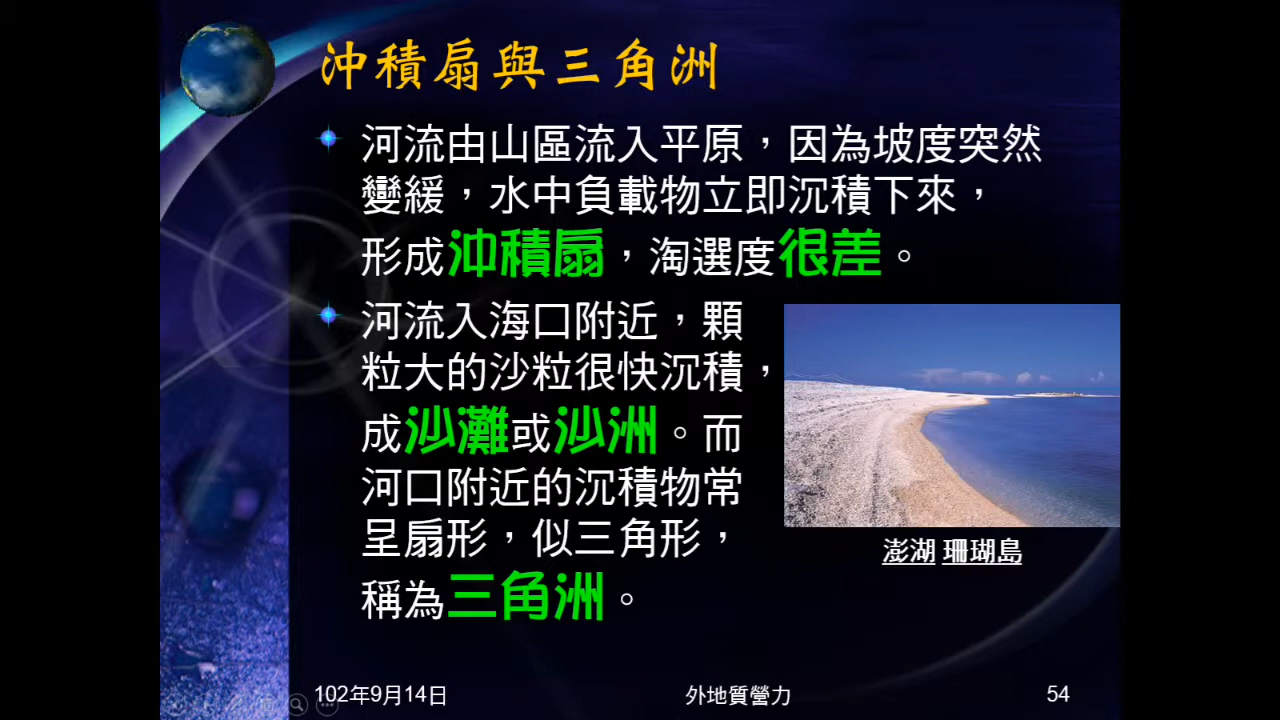 沖積扇與三角洲
河流由山區流入平原，因為坡度突然
變緩，水中負載物立即沉積下來，
形成沖積扇，淘選度很差。
河流入海口附近，顆
粒大的沙粒很快沉積，
成沙灘或沙洲。而
河口附近的沉積物常
呈扇形，似三角形，
稱為三角洲。
澎湖 珊瑚島
102年9月14日
外地質營力
54